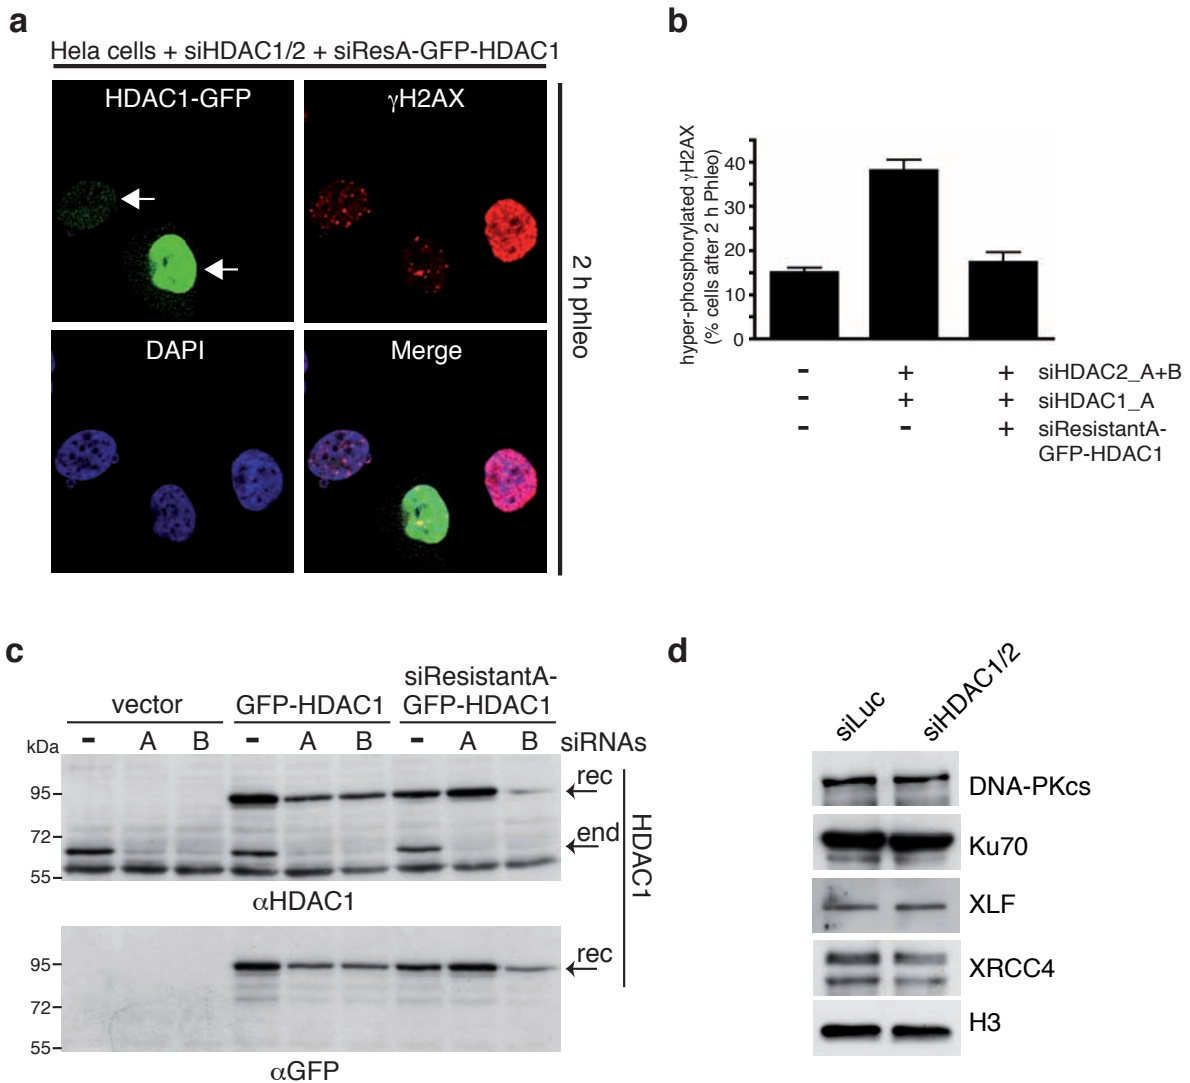 a
Hela cells + siHDAC1/2 + siResA-GFP-HDAC1
HDAC1-GFP
γH2AX
DAPI
Merge
2 h phleo
b
hyper-phosphorylated γH2AX
(% cells after 2 h Phleo)
40
30
20
10
0
- + + siHDAC2_A+B
- + + siHDAC1_A
- - + siResistantA-
GFP-HDAC1
c
vector
GFP-HDAC1
siResistantA-
GFP-HDAC1
kDa
- A B - A B - A B siRNAs
95
72
55
rec
end
HDAC1
αHDAC1
95
72
55
rec
αGFP
d
siLuc
siHDAC1/2
DNA-PKcs
Ku70
XLF
XRCC4
H3